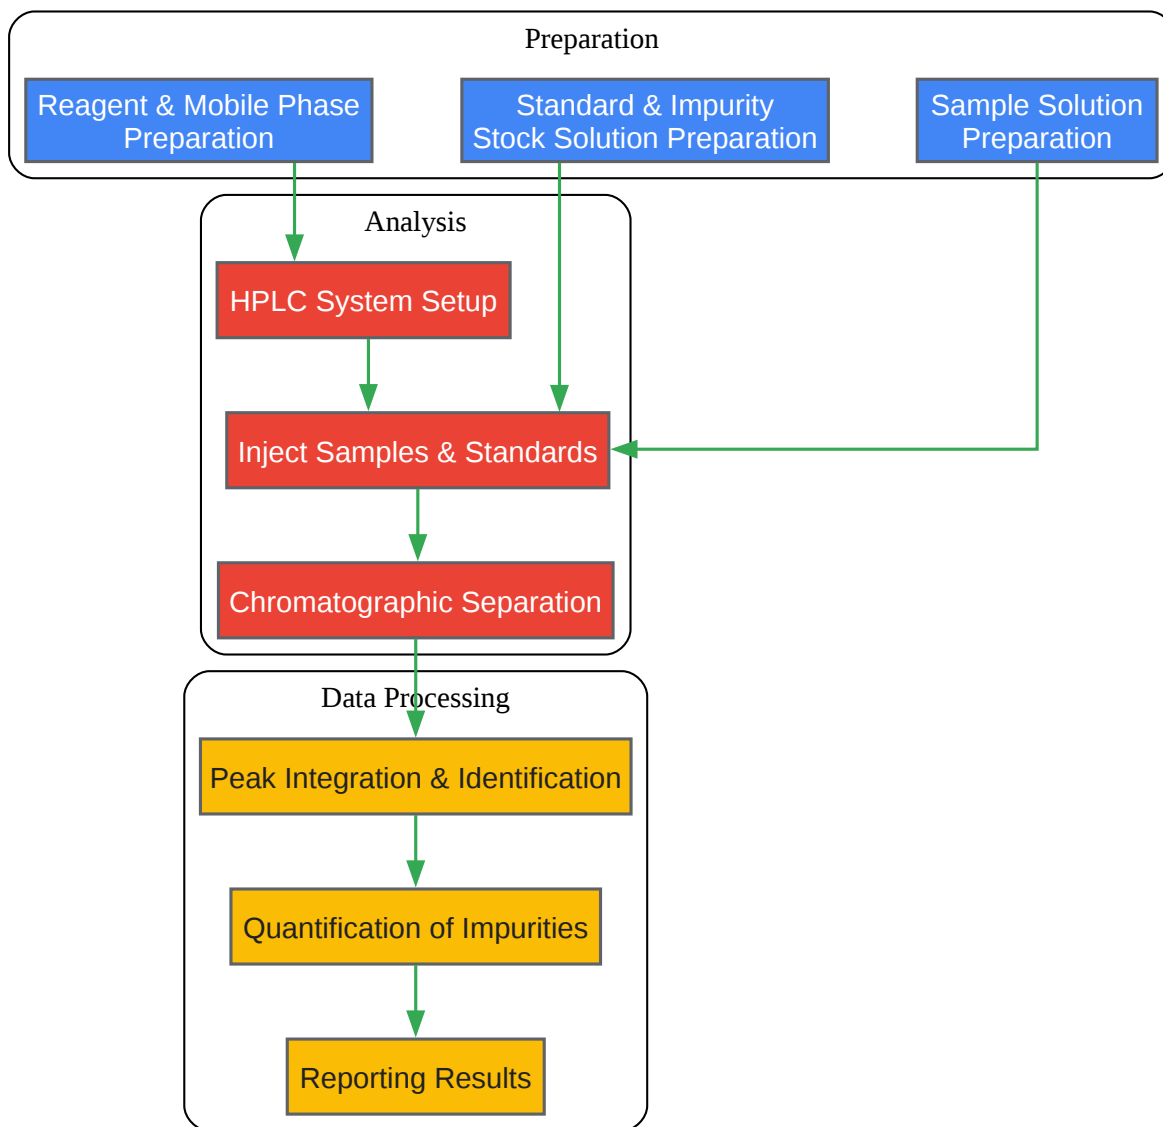 Preparation
Reagent & Mobile Phase
Preparation
Standard & Impurity
Stock Solution Preparation
Sample Solution
Preparation
Analysis
HPLC System Setup
Inject Samples & Standards
Chromatographic Separation
Data Processing
Peak Integration & Identification
Quantification of Impurities
Reporting Results